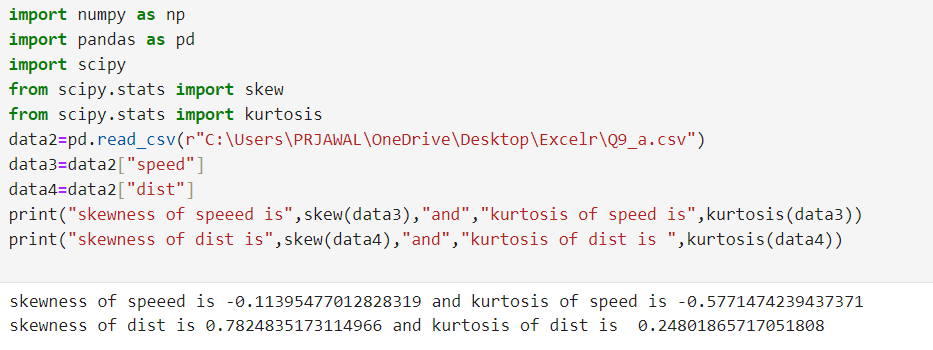 import numpy as np
import pandas as pd
import scipy
from scipy.stats import skew
from scipy.stats import kurtosis
data2=pd.read_csv(r"C:\Users\PRJAWAL\OneDrive\Desktop\Excelr\Q9_a.csv")
data3=data2["speed"]
data4=data2["dist"]
print("skewness of speeed is",skew(data3),"and","kurtosis of speed is",kurtosis(data3))
print("skewness of dist is",skew(data4),"and","kurtosis of dist is ",kurtosis(data4))
skewness of speeed is -0.11395477012828319 and kurtosis of speed is -0.5771474239437371
skewness of dist is 0.7824835173114966 and kurtosis of dist is  0.24801865717051808